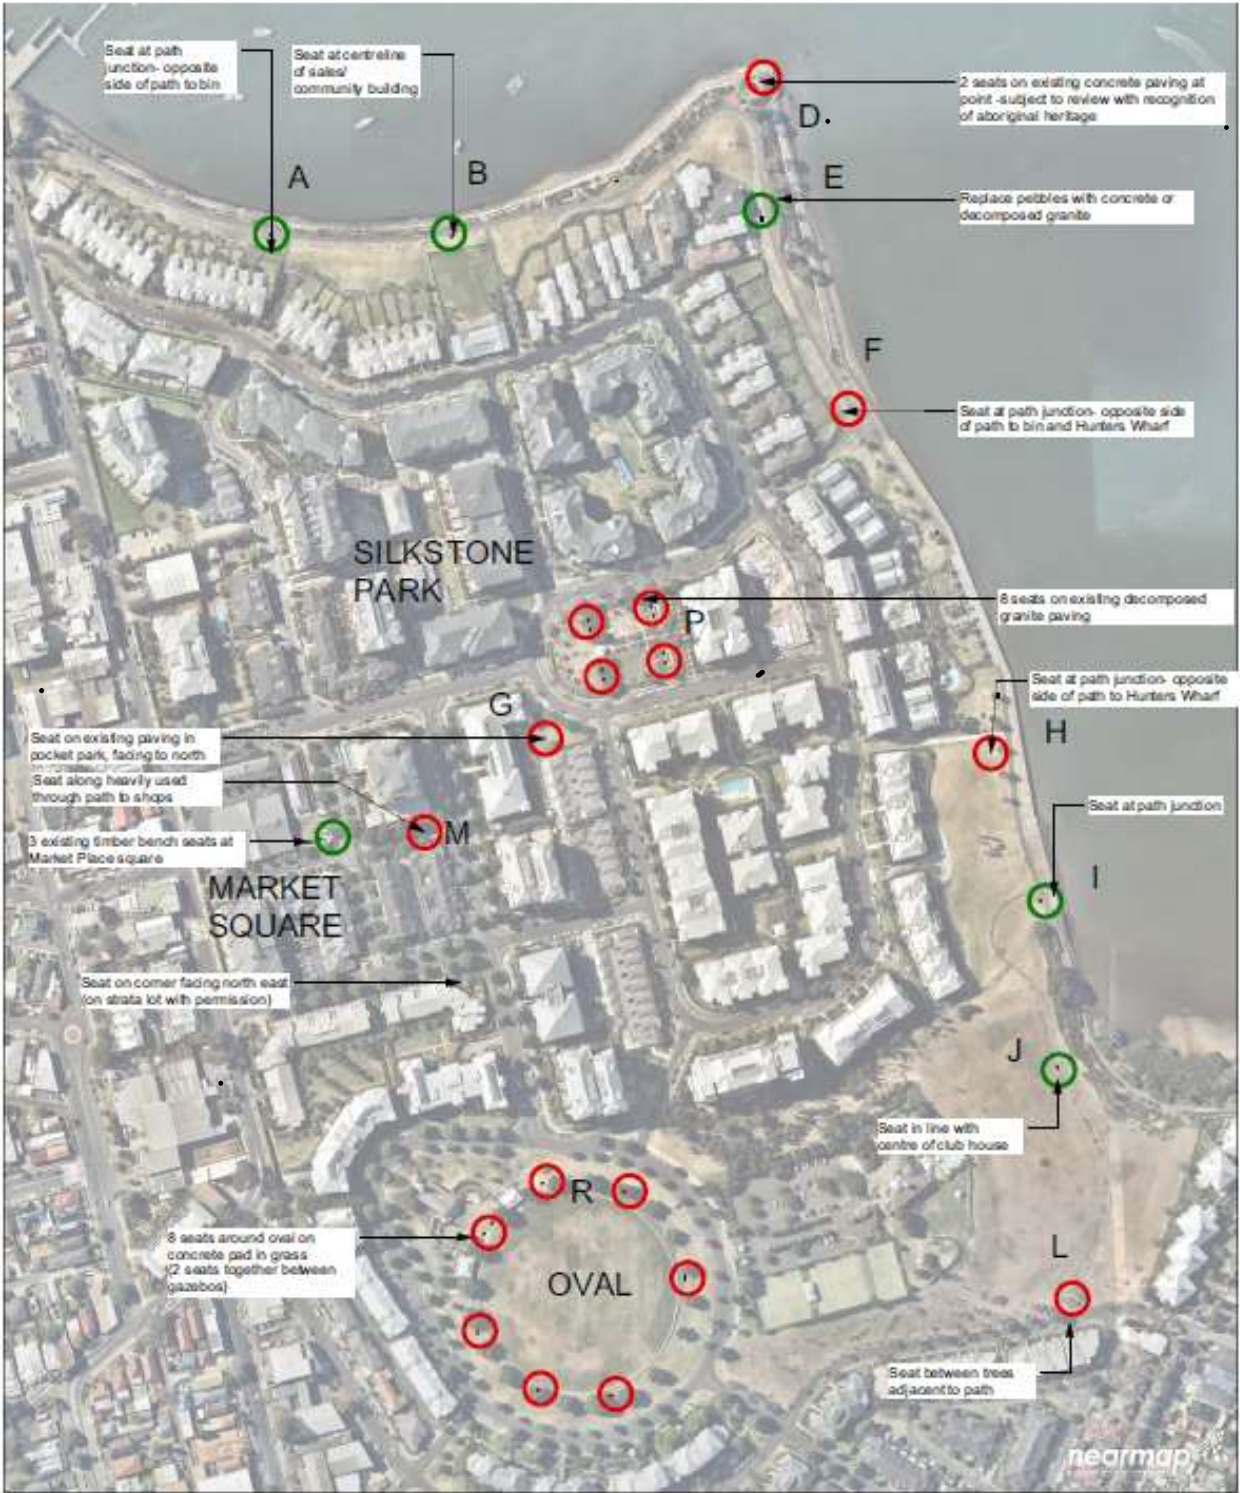 Seat at path
junction- opposite
side of path to bin
Seat at centreline
of sales/
community building
2 seats on existing concrete paving at
point -subject to review with recognition
of aboriginal heritage
D
A
B
E
Replace pebbles with concrete or
decomposed granite
F
Seat at path junction- opposite side
of path to bin and Hunters Wharf
SILKSTONE
PARK
8 seats on existing decomposed
granite paving
P
Seat at path junction- opposite
side of path to Hunters Wharf
G
H
Seat on existing paving in
pocket park, facing to north
Seat along heavily used
through path to shops
M
3 existing timber bench seats at
Market Place square
Seat at path junction
I
MARKET
SQUARE
Seat on corner facing north east
(on strata lot with permission)
J
Seat in line with
centre of club house
R
8 seats around oval on
concrete pad in grass
(2 seats together between
gazebos)
OVAL
L
Seat between trees
adjacent to path
nearmap